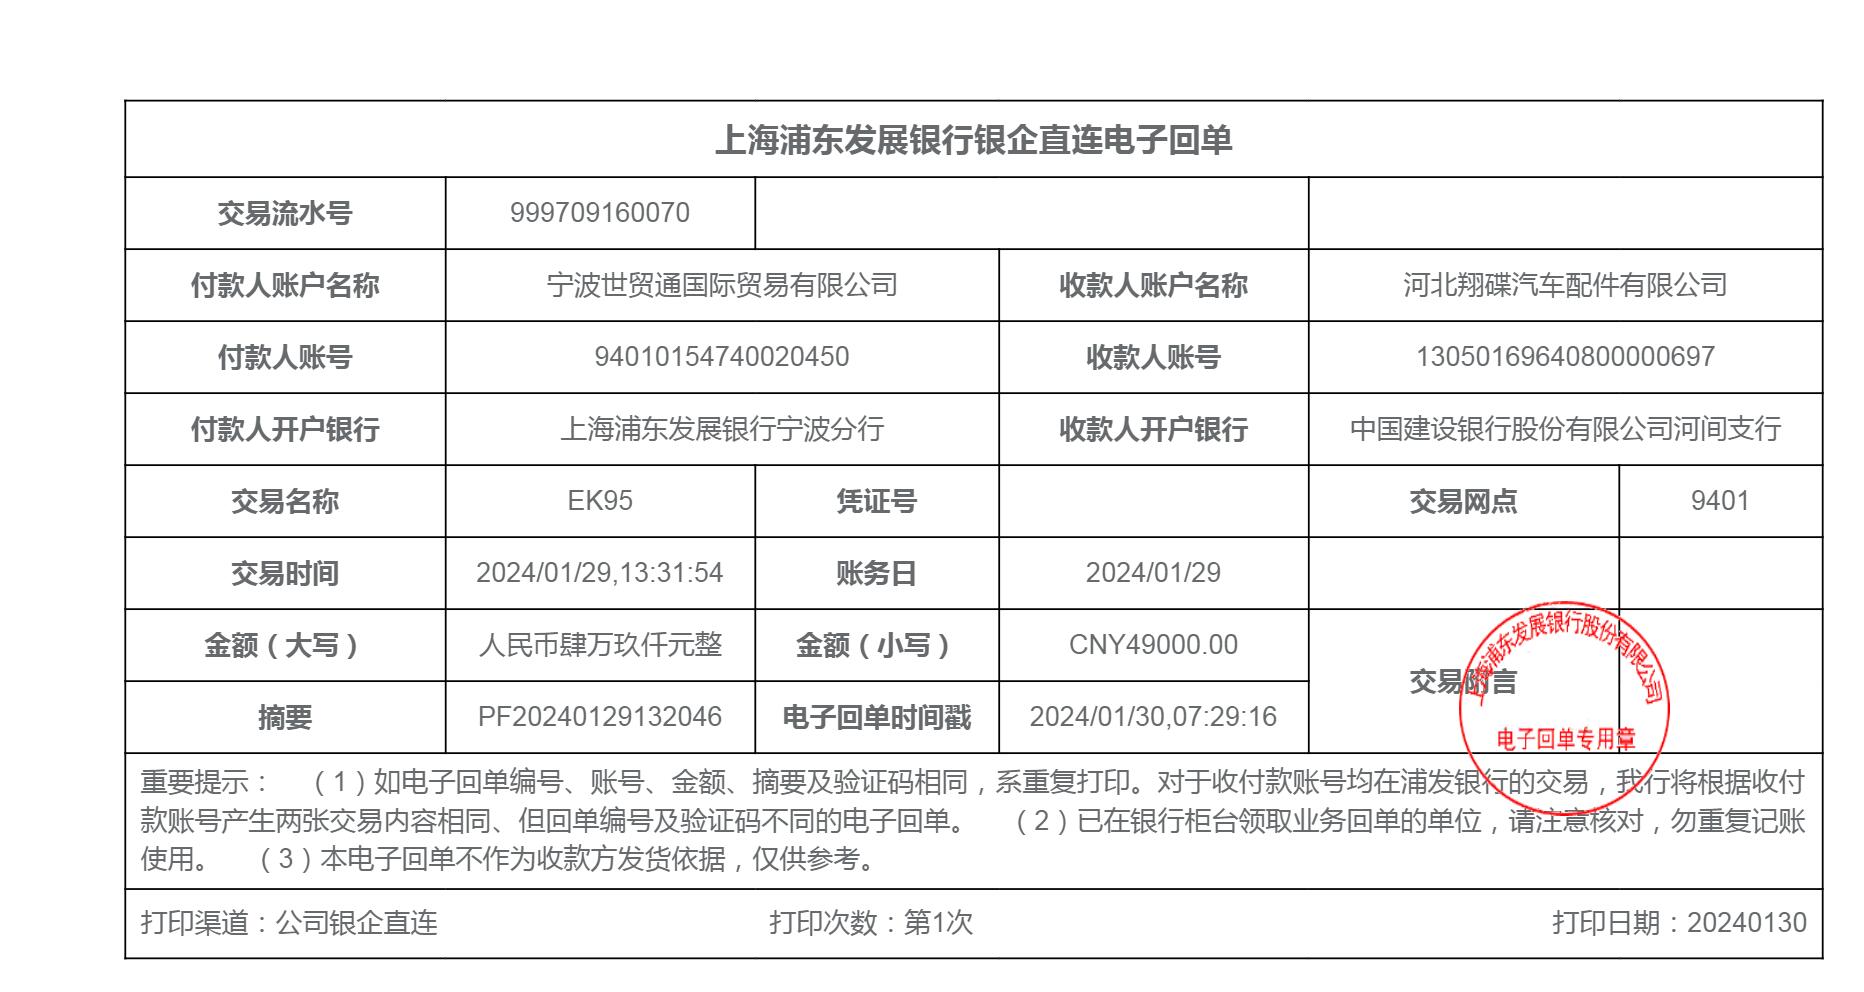 上海浦东发展银行银企直连电子回单
交易流水号 999709160070
付款人账户名称 宁波世贸通国际贸易有限公司 收款人账户名称 河北翔碟汽车配件有限公司
付款人账号 94010154740020450 收款人账号 13050169640800000697
付款人开户银行 上海浦东发展银行宁波分行 收款人开户银行 中国建设银行股份有限公司河间支行
交易名称 EK95 凭证号 交易网点 9401
交易时间 2024/01/29,13:31:54 账务日 2024/01/29
金额（大写） 人民币肆万玖仟元整 金额（小写） CNY49000.00
交易附言
摘要 PF20240129132046 电子回单时间戳 2024/01/30,07:29:16
上海浦东发展银行股份有限公司
电子回单专用章
重要提示： （1）如电子回单编号、账号、金额、摘要及验证码相同，系重复打印。对于收付款账号均在浦发银行的交易，我行将根据收付
款账号产生两张交易内容相同、但回单编号及验证码不同的电子回单。 （2）已在银行柜台领取业务回单的单位，请注意核对，勿重复记账
使用。 （3）本电子回单不作为收款方发货依据，仅供参考。
打印渠道：公司银企直连 打印次数：第1次 打印日期：20240130